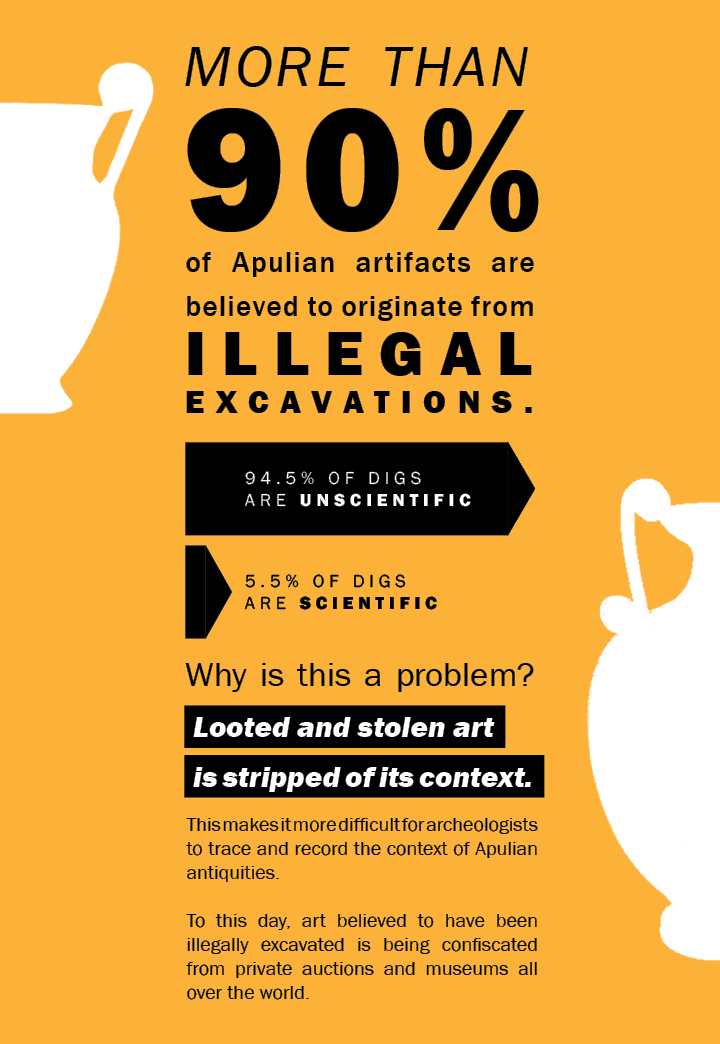 MORE THAN
90%
of Apulian artifacts are
believed to originate from
ILLEGAL
EXCAVATIONS.
94.5% OF DIGS
ARE UNSCIENTIFIC
5.5% OF DIGS
ARE SCIENTIFIC
Why is this a problem?
Looted and stolen art
is stripped of its context.
This makes it more difficult for archeologists
to trace and record the context of Apulian
antiquities.
To this day, art believed to have been
illegally excavated is being confiscated
from private auctions and museums all
over the world.